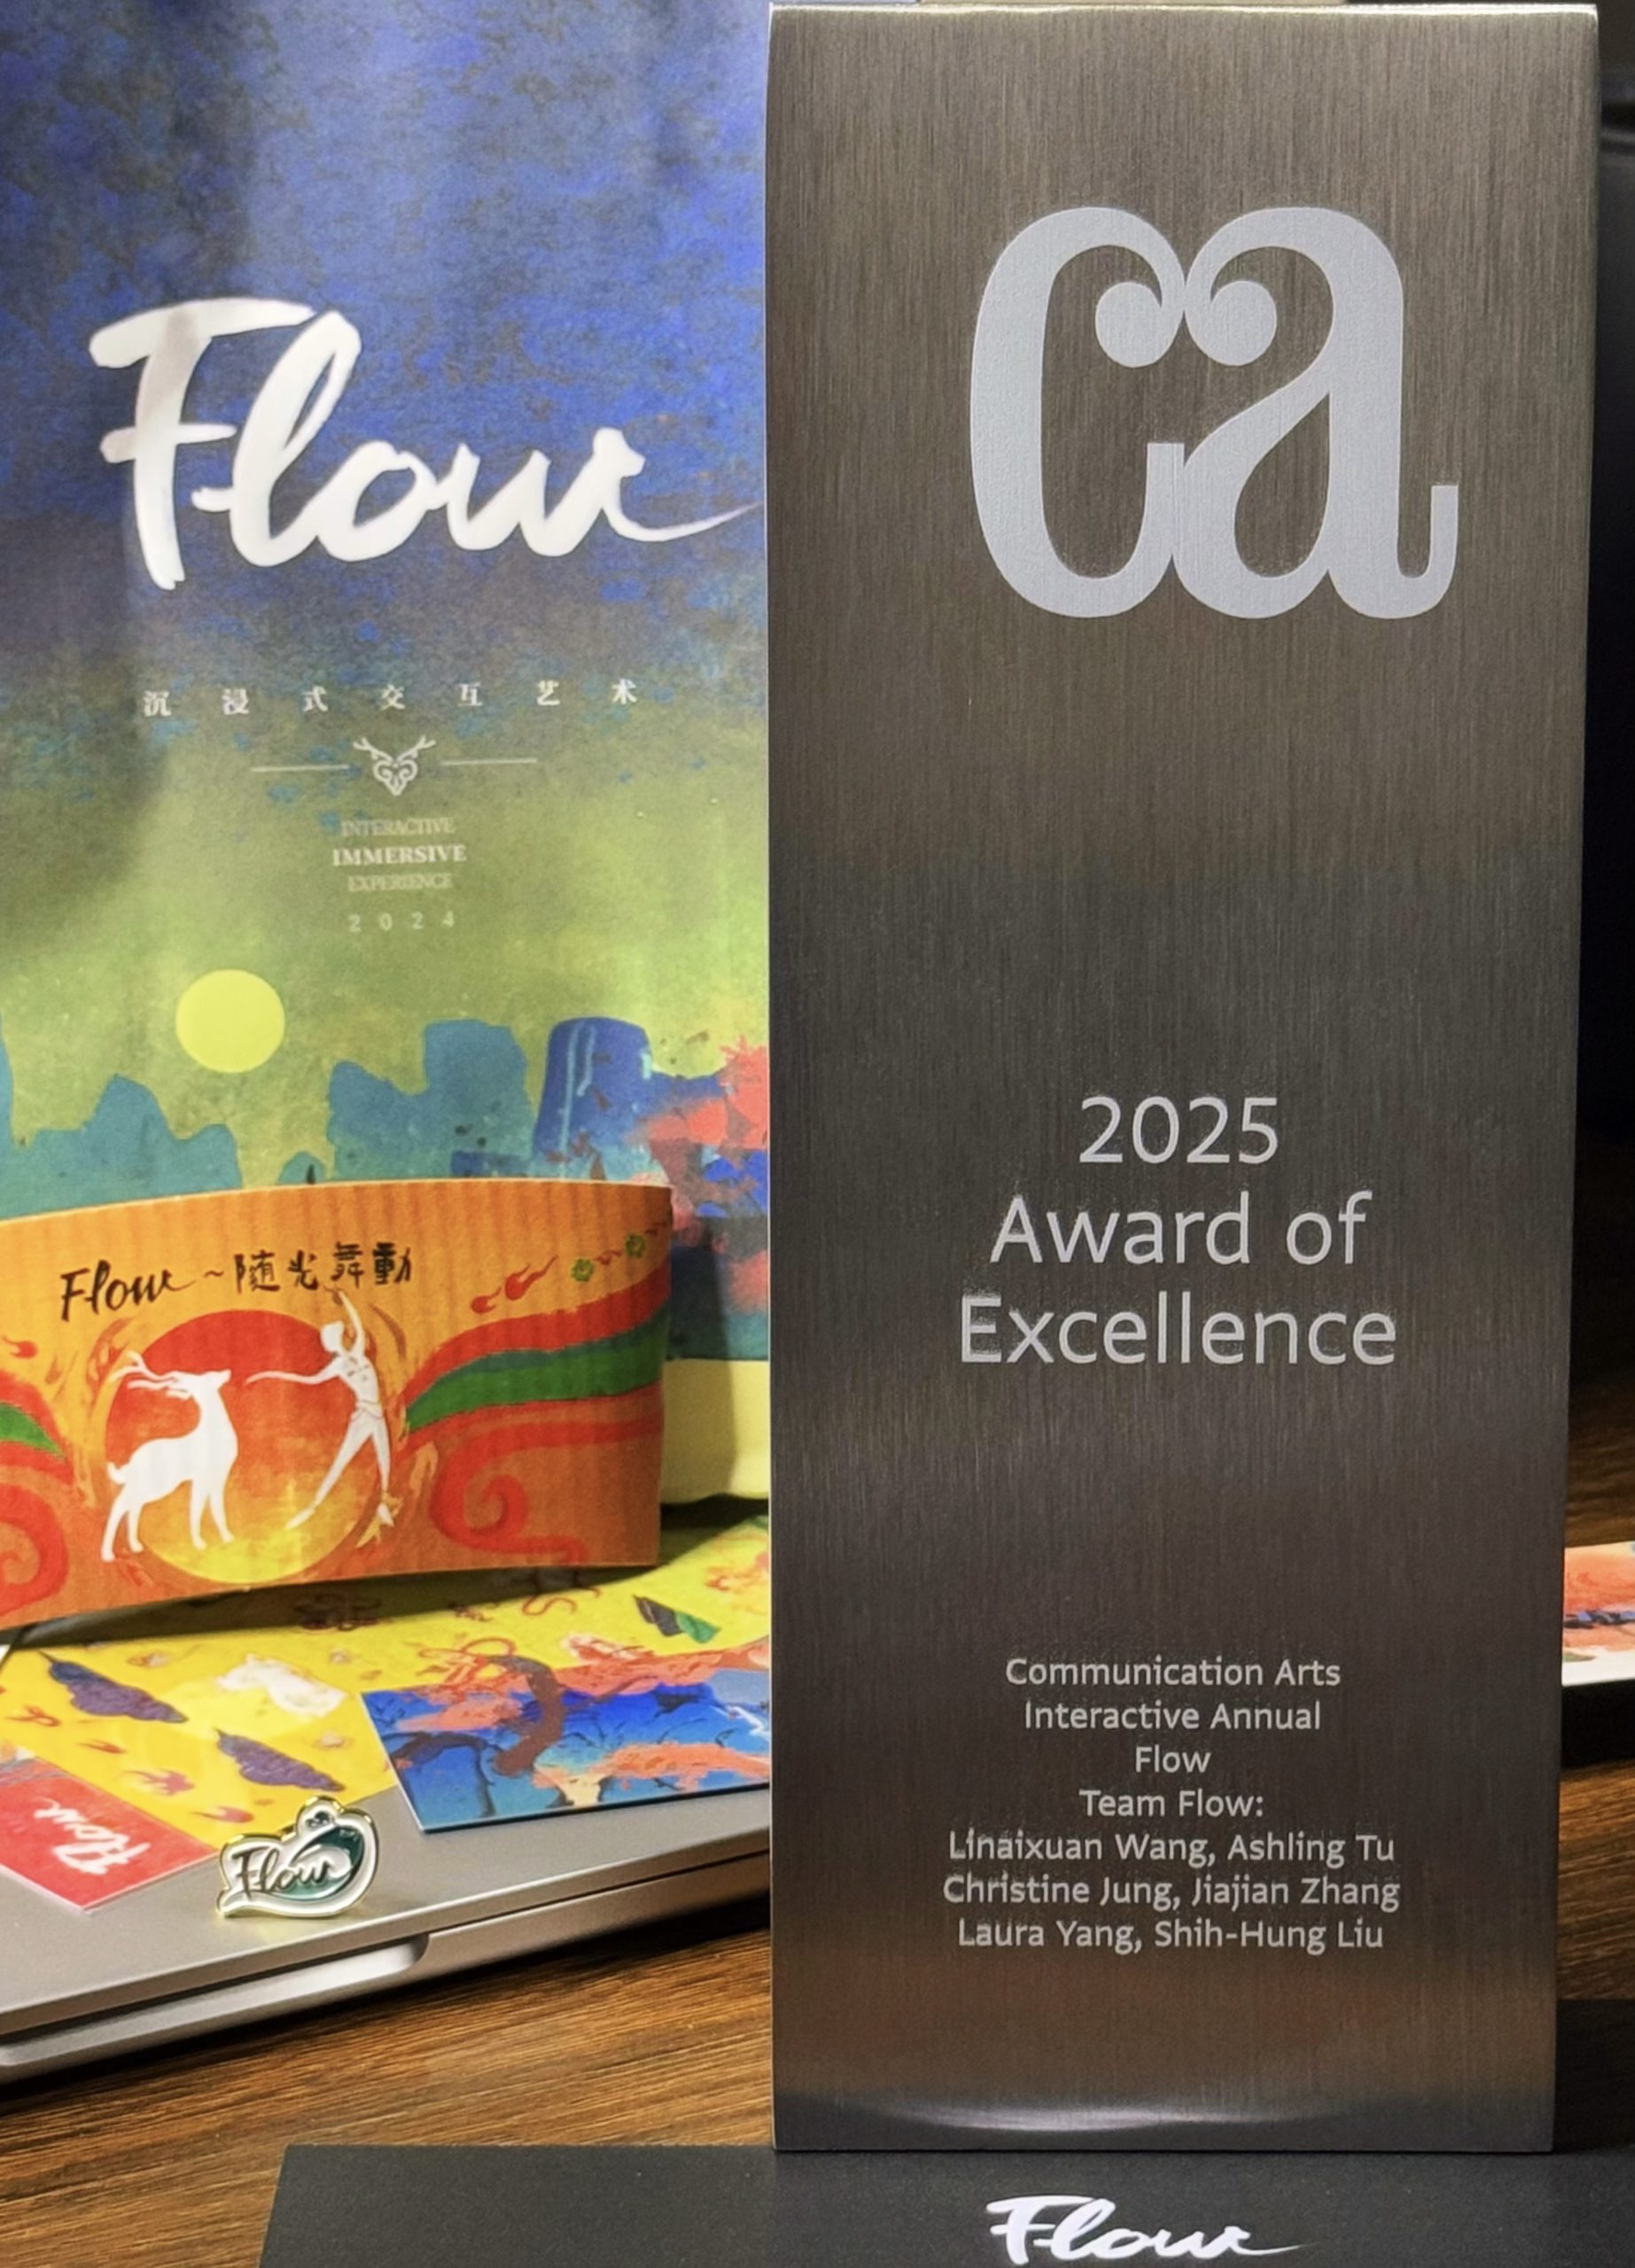 Flow
沉浸式交互艺术
INTERACTIVE
IMMERSIVE
EXPERIENCE
2024
Flow~隨光舞動
Flow
Flow
ca
2025
Award of
Excellence
Communication Arts
Interactive Annual
Flow
Team Flow:
Linaixuan Wang, Ashling Tu
Christine Jung, Jiajian Zhang
Laura Yang, Shih-Hung Liu
Flow